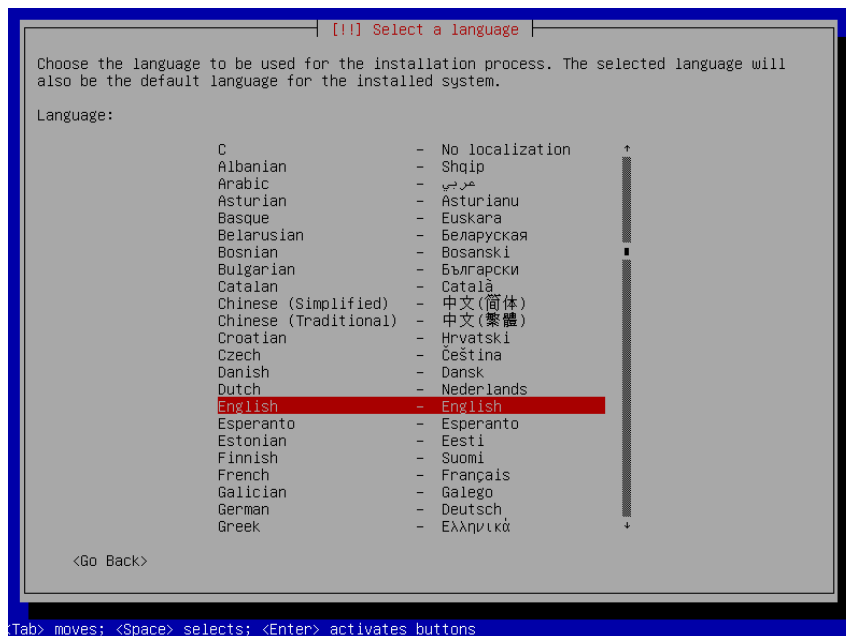 [!!] Select a language
Choose the language to be used for the installation process. The selected language will
also be the default language for the installed system.
Language:
C - No localization
Albanian - Shqip
Arabic - عربي
Asturian - Asturianu
Basque - Euskara
Belarusian - Беларуская
Bosnian - Bosanski
Bulgarian - Български
Catalan - Català
Chinese (Simplified) - 中文(简体)
Chinese (Traditional) - 中文(繁體)
Croatian - Hrvatski
Czech - Čeština
Danish - Dansk
Dutch - Nederlands
English - English
Esperanto - Esperanto
Estonian - Eesti
Finnish - Suomi
French - Français
Galician - Galego
German - Deutsch
Greek - Ελληνικά
<Go Back>
<Tab> moves; <Space> selects; <Enter> activates buttons